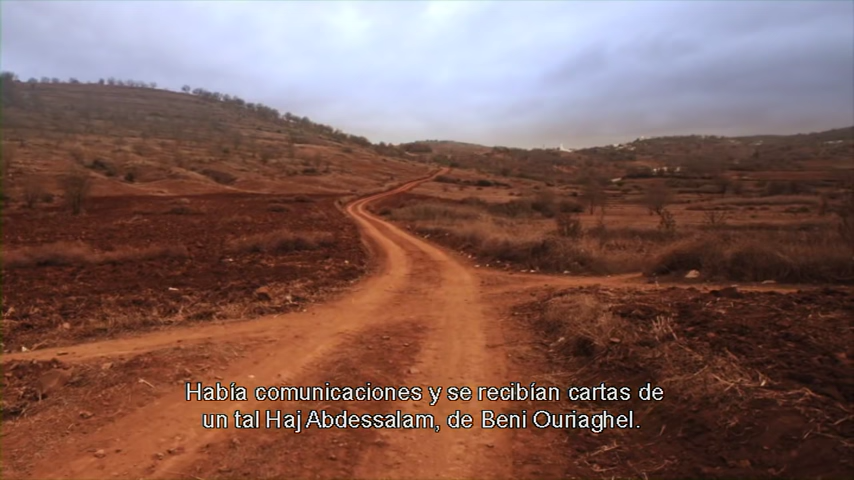 Había comunicaciones y se recibían cartas de
un tal Haj Abdessalam, de Beni Ouriaghel.